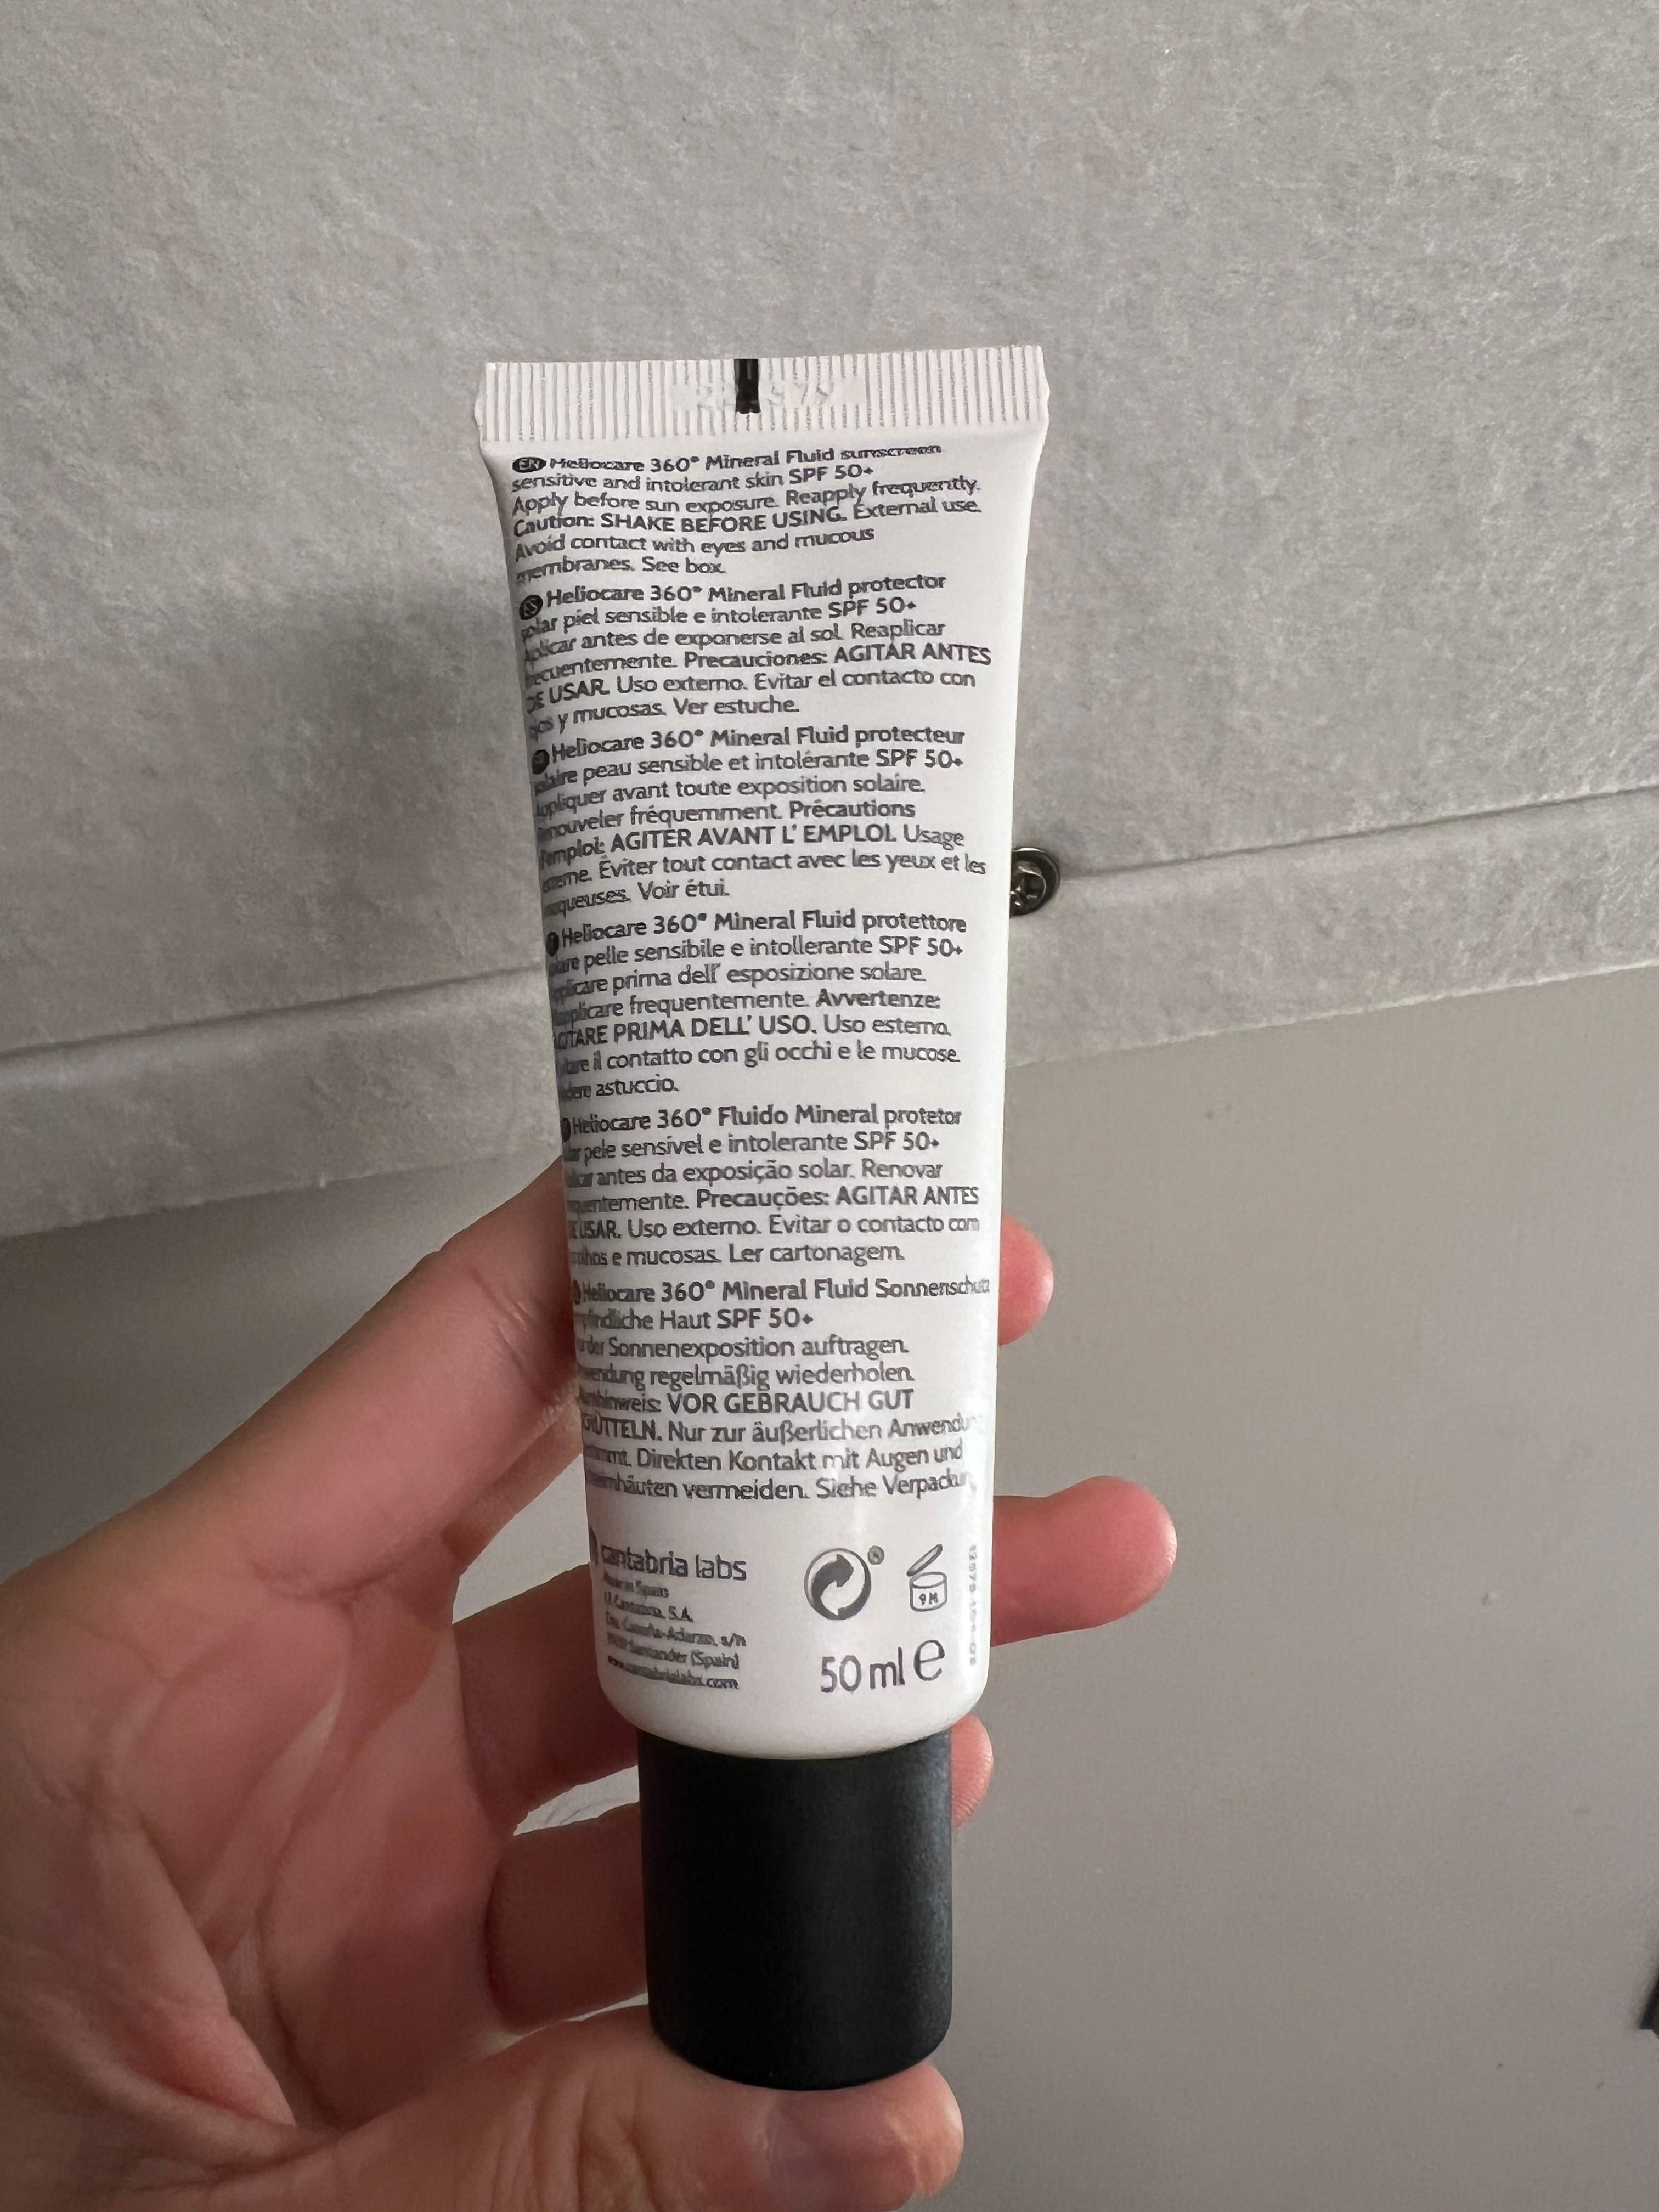 EN Heliocare 360° Mineral Fluid sunscreen
sensitive and intolerant skin SPF 50+
Apply before sun exposure. Reapply frequently.
Caution: SHAKE BEFORE USING. External use.
Avoid contact with eyes and mucous
membranes. See box.
ES Heliocare 360° Mineral Fluid protector
solar piel sensible e intolerante SPF 50+
Aplicar antes de exponerse al sol. Reaplicar
frecuentemente. Precauciones: AGITAR ANTES
DE USAR. Uso externo. Evitar el contacto con
ojos y mucosas. Ver estuche.
Heliocare 360° Mineral Fluid protecteur
solaire peau sensible et intolérante SPF 50+
Appliquer avant toute exposition solaire.
Renouveler fréquemment. Précautions
d'emploi: AGITER AVANT L' EMPLOI. Usage
externe. Éviter tout contact avec les yeux et les
muqueuses. Voir étui.
Heliocare 360° Mineral Fluid protettore
solare pelle sensibile e intollerante SPF 50+
Applicare prima dell' esposizione solare.
Riapplicare frequentemente. Avvertenze:
AGITARE PRIMA DELL' USO. Uso esterno.
Evitare il contatto con gli occhi e le mucose.
Vedere astuccio.
Heliocare 360° Fluido Mineral protetor
solar pele sensível e intolerante SPF 50+
Aplicar antes da exposição solar. Renovar
frequentemente. Precauções: AGITAR ANTES
DE USAR. Uso externo. Evitar o contacto com
olhos e mucosas. Ler cartonagem.
Heliocare 360° Mineral Fluid Sonnenschutz
empfindliche Haut SPF 50+
Vor der Sonnenexposition auftragen.
Anwendung regelmäßig wiederholen.
Warnhinweis: VOR GEBRAUCH GUT
SCHÜTTELN. Nur zur äußerlichen Anwendung
bestimmt. Direkten Kontakt mit Augen und
Schleimhäuten vermeiden. Siehe Verpackung
cantabria labs
Made in Spain
Cantabria, S.A.
s/n
Santander (Spain)
www.cantabrialabs.com
9M
50 ml e